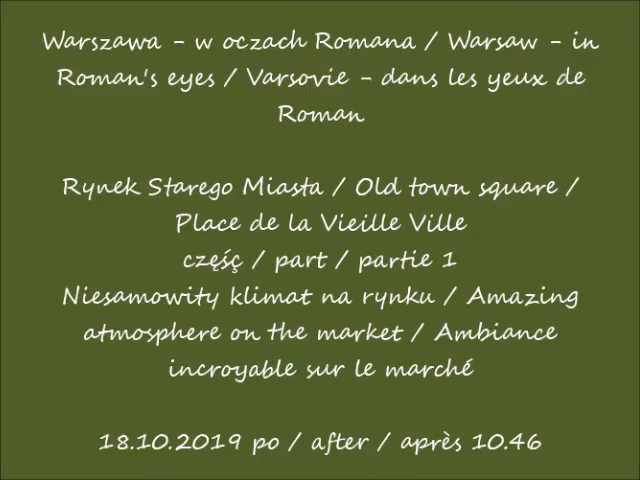 Warszawa - w oczach Romana / Warsaw - in
Roman's eyes / Varsovie - dans les yeux de
Roman
Rynek Starego Miasta / Old town square /
Place de la Vieille Ville
częśç / part / partie 1
Niesamowity klimat na rynku / Amazing
atmosphere on the market / Ambiance
incroyable sur le marché
18.10.2019 po / after / après 10.46